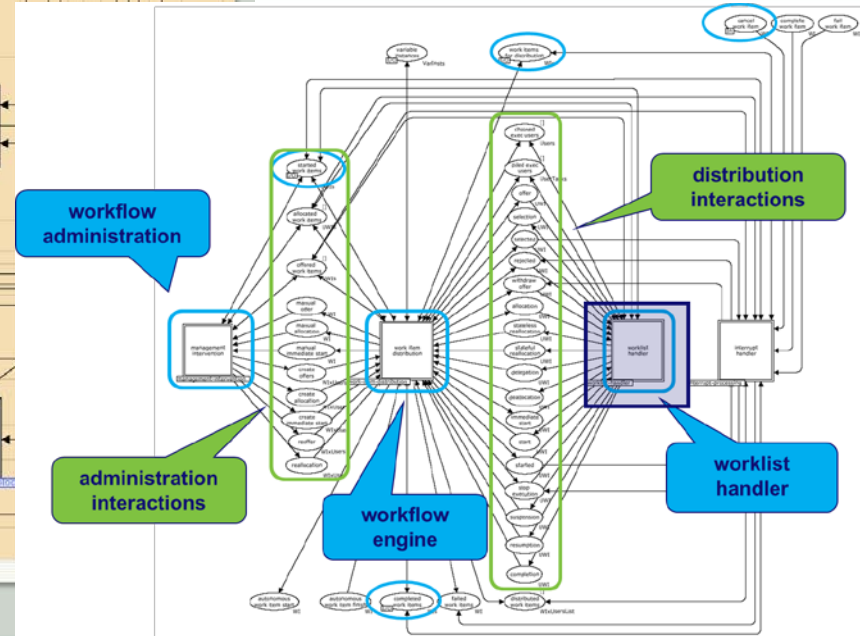 cancel
work item
complete
work item
fail
work item
variable
instances
work items
for distribution
chosen
exec users
Users
piled exec
users
distribution
interactions
started
work items
offer
selection
workflow
administration
allocated
work items
selected
rejected
offered
work items
withdraw
offer
manual
offer
allocation
manual
allocation
stateless
reallocation
management
intervention
manual
immediate start
work item
distribution
stateful
reallocation
worklist
handler
interrupt
handler
create
offers
delegation
create
allocation
deallocation
create
immediate start
immediate
start
reoffer
start
reallocation
started
administration
interactions
workflow
engine
worklist
handler
stop
execution
suspension
resumption
completion
autonomous
work item start
WI
autonomous
completed
work items
failed
work items
WI
distributed
work items
WIxUsersList